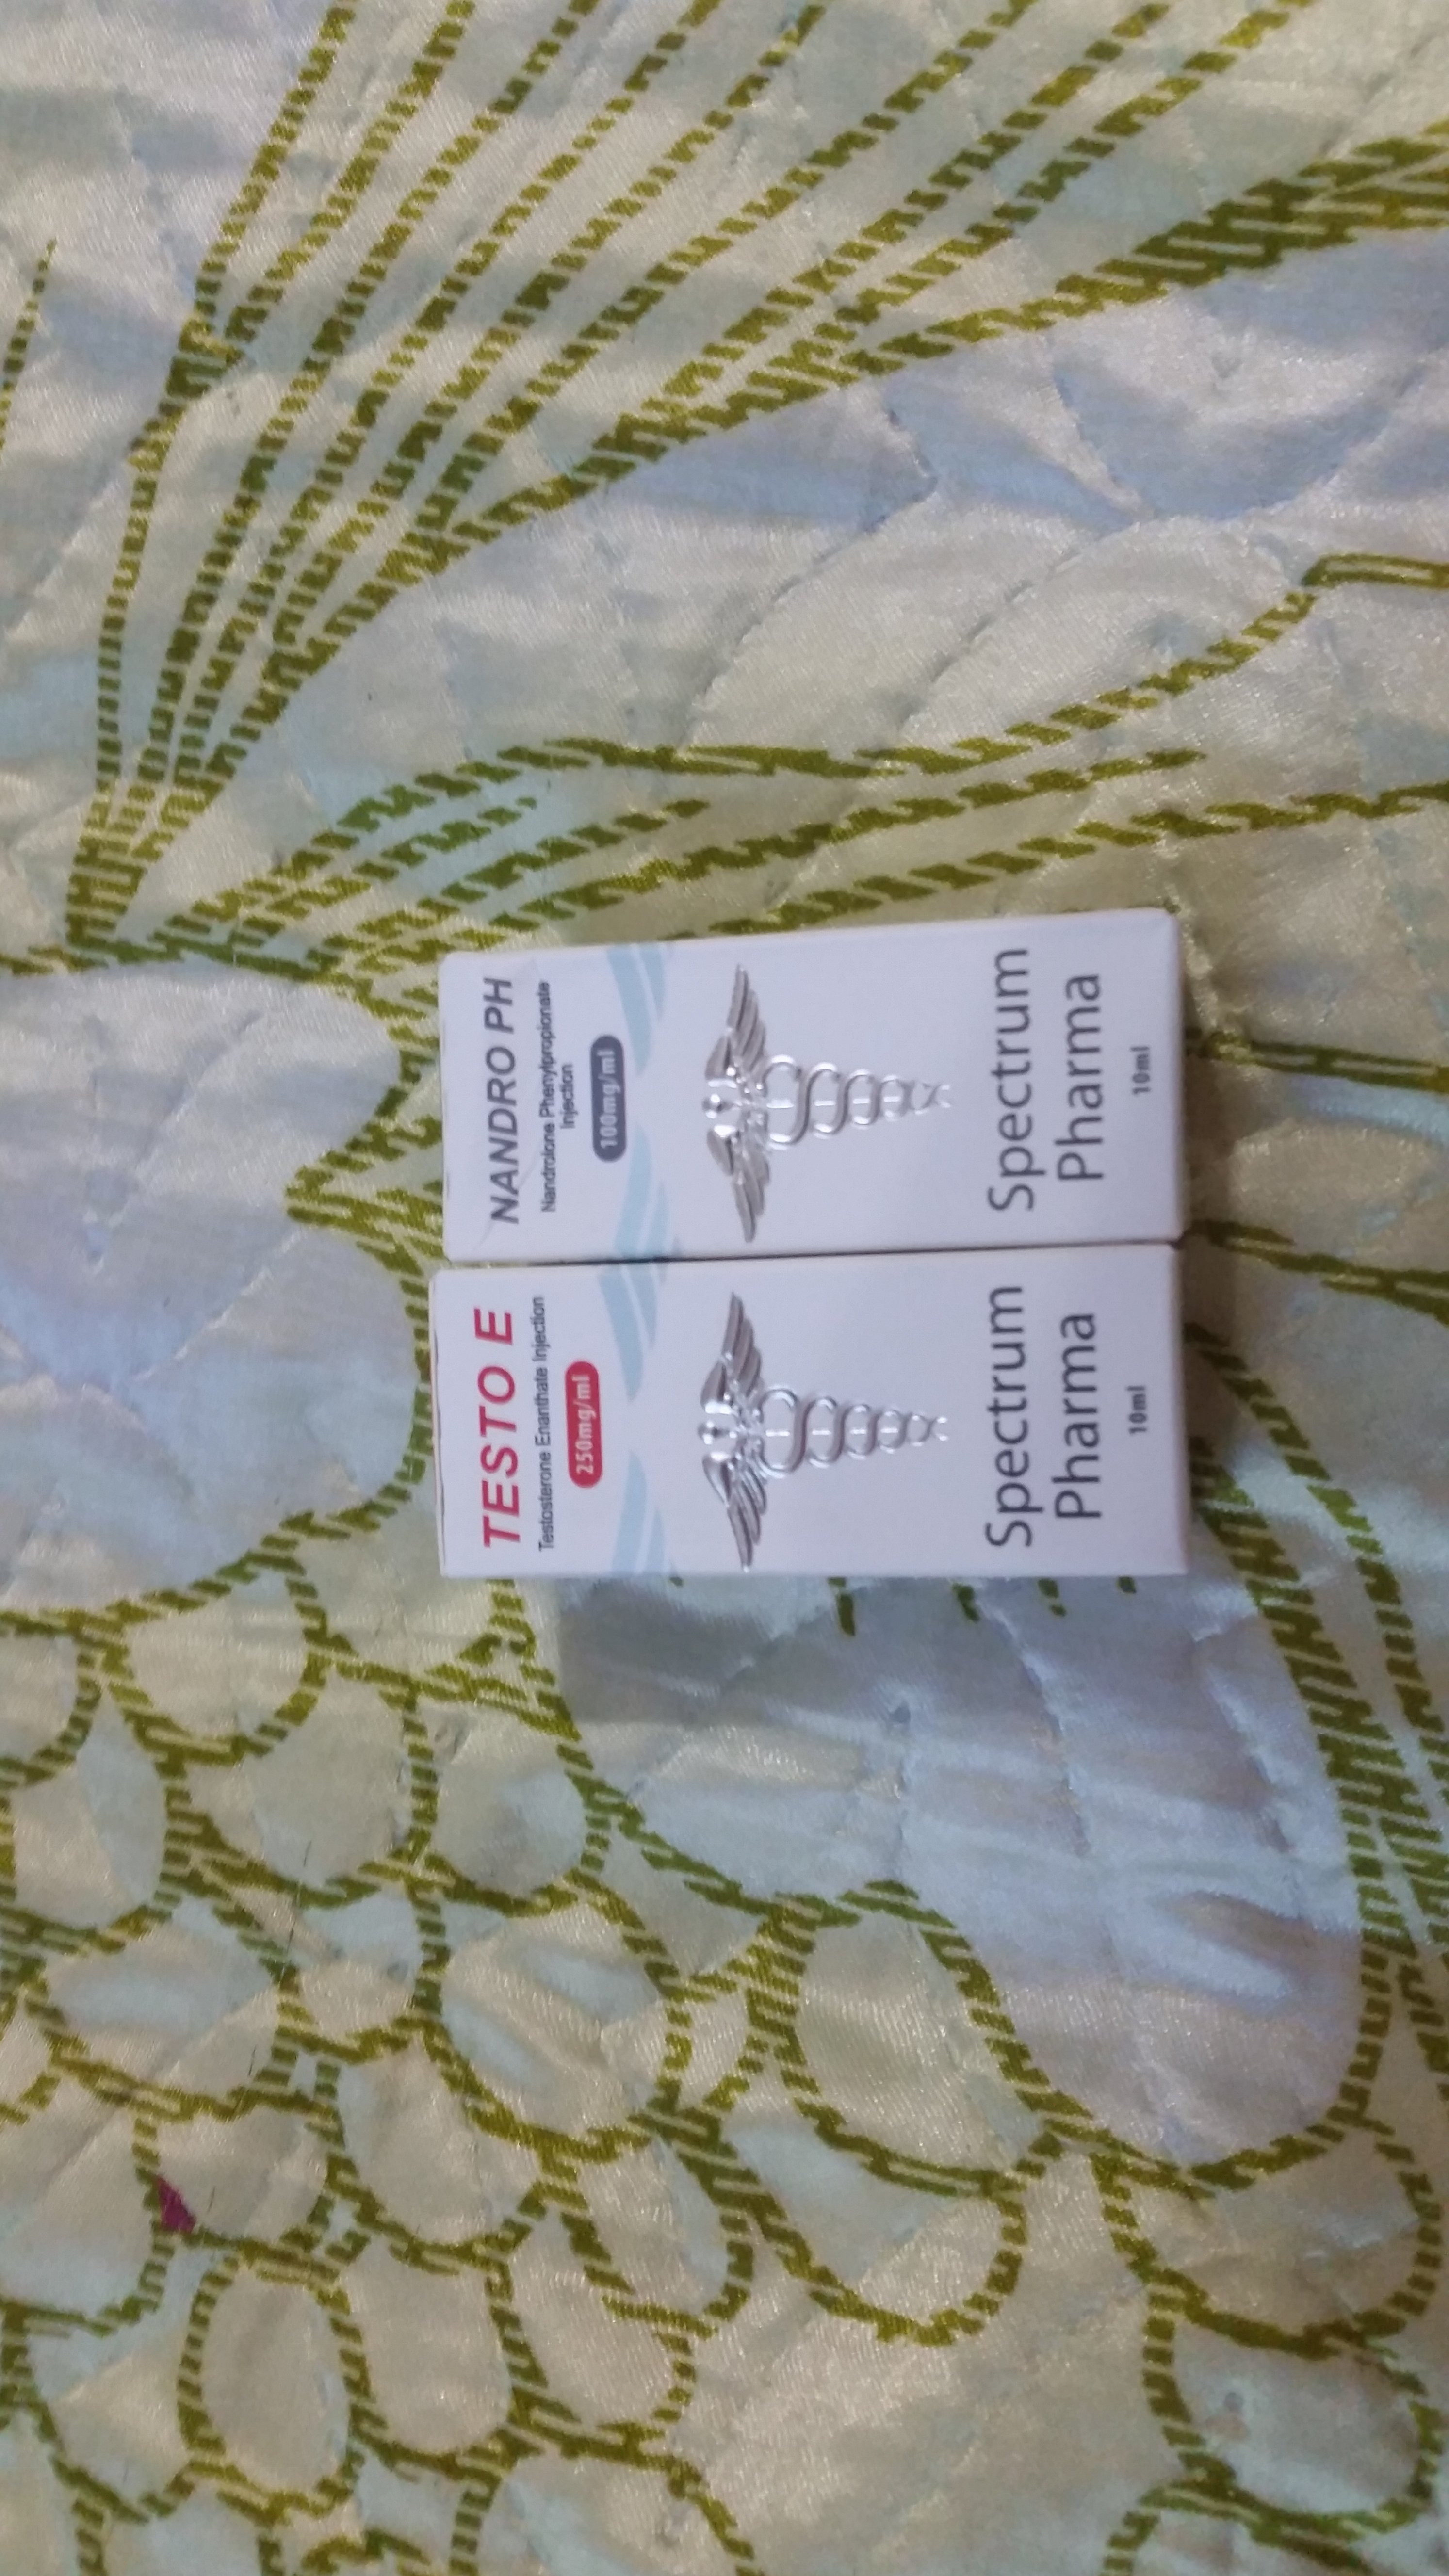 NANDRO PH
Nandrolone Phenylpropionate
Injection
100mg/ml
Spectrum
Pharma
10ml
TESTO E
Testosterone Enanthate Injection
250mg/ml
Spectrum
Pharma
10ml